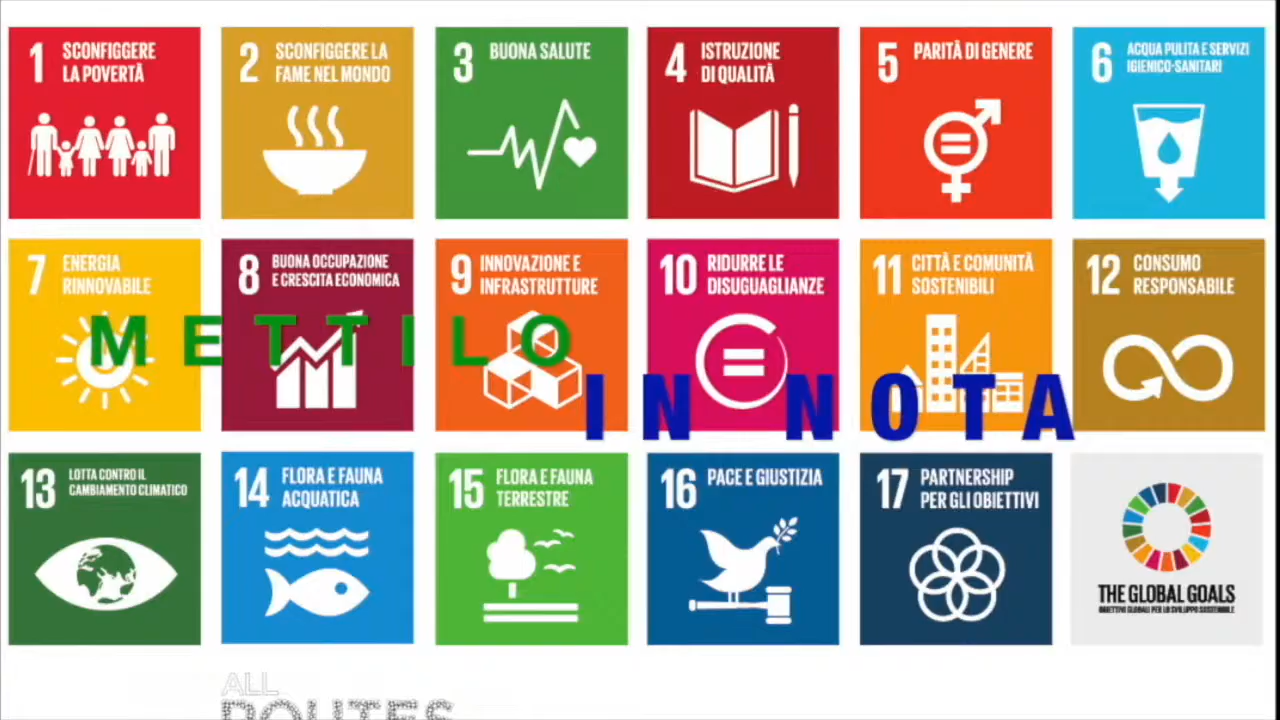 1 SCONFIGGERE
LA POVERTÀ
2 SCONFIGGERE LA
FAME NEL MONDO
3 BUONA SALUTE
4 ISTRUZIONE
DI QUALITÀ
5 PARITÀ DI GENERE
6 ACQUA PULITA E SERVIZI
IGIENICO-SANITARI
7 ENERGIA
RINNOVABILE
8 BUONA OCCUPAZIONE
E CRESCITA ECONOMICA
9 INNOVAZIONE E
INFRASTRUTTURE
10 RIDURRE LE
DISUGUAGLIANZE
11 CITTÀ E COMUNITÀ
SOSTENIBILI
12 CONSUMO
RESPONSABILE
METTILO
IN NOTA
13 LOTTA CONTRO IL
CAMBIAMENTO CLIMATICO
14 FLORA E FAUNA
ACQUATICA
15 FLORA E FAUNA
TERRESTRE
16 PACE E GIUSTIZIA
17 PARTNERSHIP
PER GLI OBIETTIVI
THE GLOBAL GOALS
OBIETTIVI GLOBALI PER LO SVILUPPO SOSTENIBILE
ALL
ROUTES